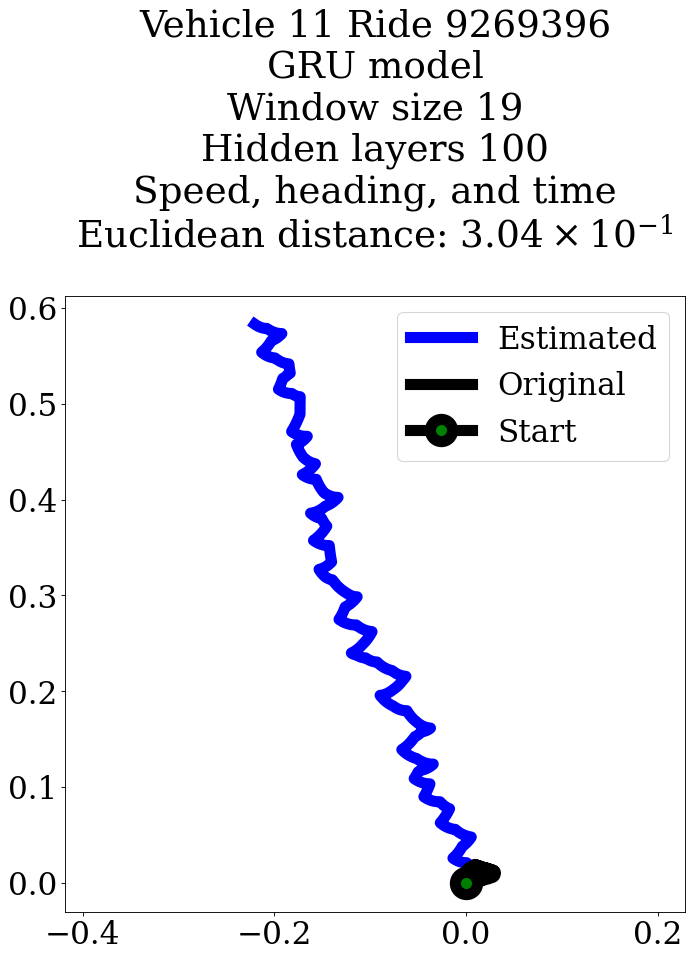 Vehicle 11 Ride 9269396
GRU model
Window size 19
Hidden layers 100
Speed, heading, and time
Euclidean distance: 3.04 × 10⁻¹
0.6
0.5
0.4
0.3
0.2
0.1
0.0
Estimated
Original
Start
−0.4
−0.2
0.0
0.2